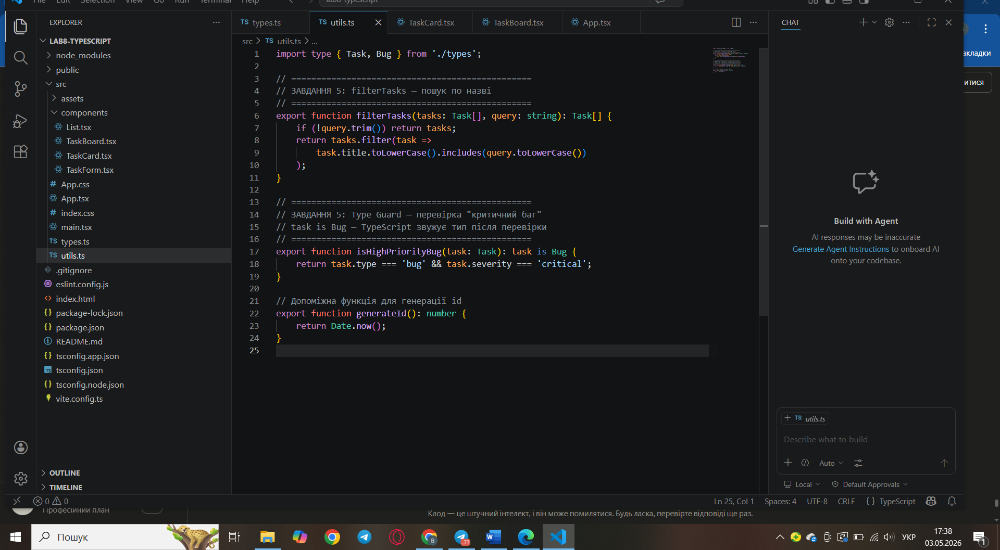 File Edit Selection View Go Run Terminal Help
lab8-typescript
EXPLORER
LAB8-TYPESCRIPT
node_modules
public
src
assets
components
List.tsx
TaskBoard.tsx
TaskCard.tsx
TaskForm.tsx
App.css
App.tsx
index.css
main.tsx
types.ts
utils.ts
.gitignore
eslint.config.js
index.html
package-lock.json
package.json
README.md
tsconfig.app.json
tsconfig.json
tsconfig.node.json
vite.config.ts
OUTLINE
TIMELINE
TS types.ts
TS utils.ts
TaskCard.tsx
TaskBoard.tsx
App.tsx
src > TS utils.ts > ...
1 import type { Task, Bug } from './types';
2
3 // ================================================
4 // ЗАВДАННЯ 5: filterTasks — пошук по назві
5 // ================================================
6 export function filterTasks(tasks: Task[], query: string): Task[] {
7 if (!query.trim()) return tasks;
8 return tasks.filter(task =>
9 task.title.toLowerCase().includes(query.toLowerCase())
10 );
11 }
12
13 // ================================================
14 // ЗАВДАННЯ 5: Type Guard — перевірка "критичний баг"
15 // task is Bug — TypeScript звужує тип після перевірки
16 // ================================================
17 export function isHighPriorityBug(task: Task): task is Bug {
18 return task.type === 'bug' && task.severity === 'critical';
19 }
20
21 // Допоміжна функція для генерації id
22 export function generateId(): number {
23 return Date.now();
24 }
25
CHAT
Build with Agent
AI responses may be inaccurate
Generate Agent Instructions to onboard AI
onto your codebase.
+ TS utils.ts
Describe what to build
Auto
Local
Default Approvals
0 0
Ln 25, Col 1
Spaces: 4
UTF-8
CRLF
{ } TypeScript
акладки
итися
Професійний план
Клод — це штучний інтелект, і він може помилятися. Будь ласка, перевірте відповіді ще раз.
Пошук
..77
УКР
17:38
03.05.2026
1